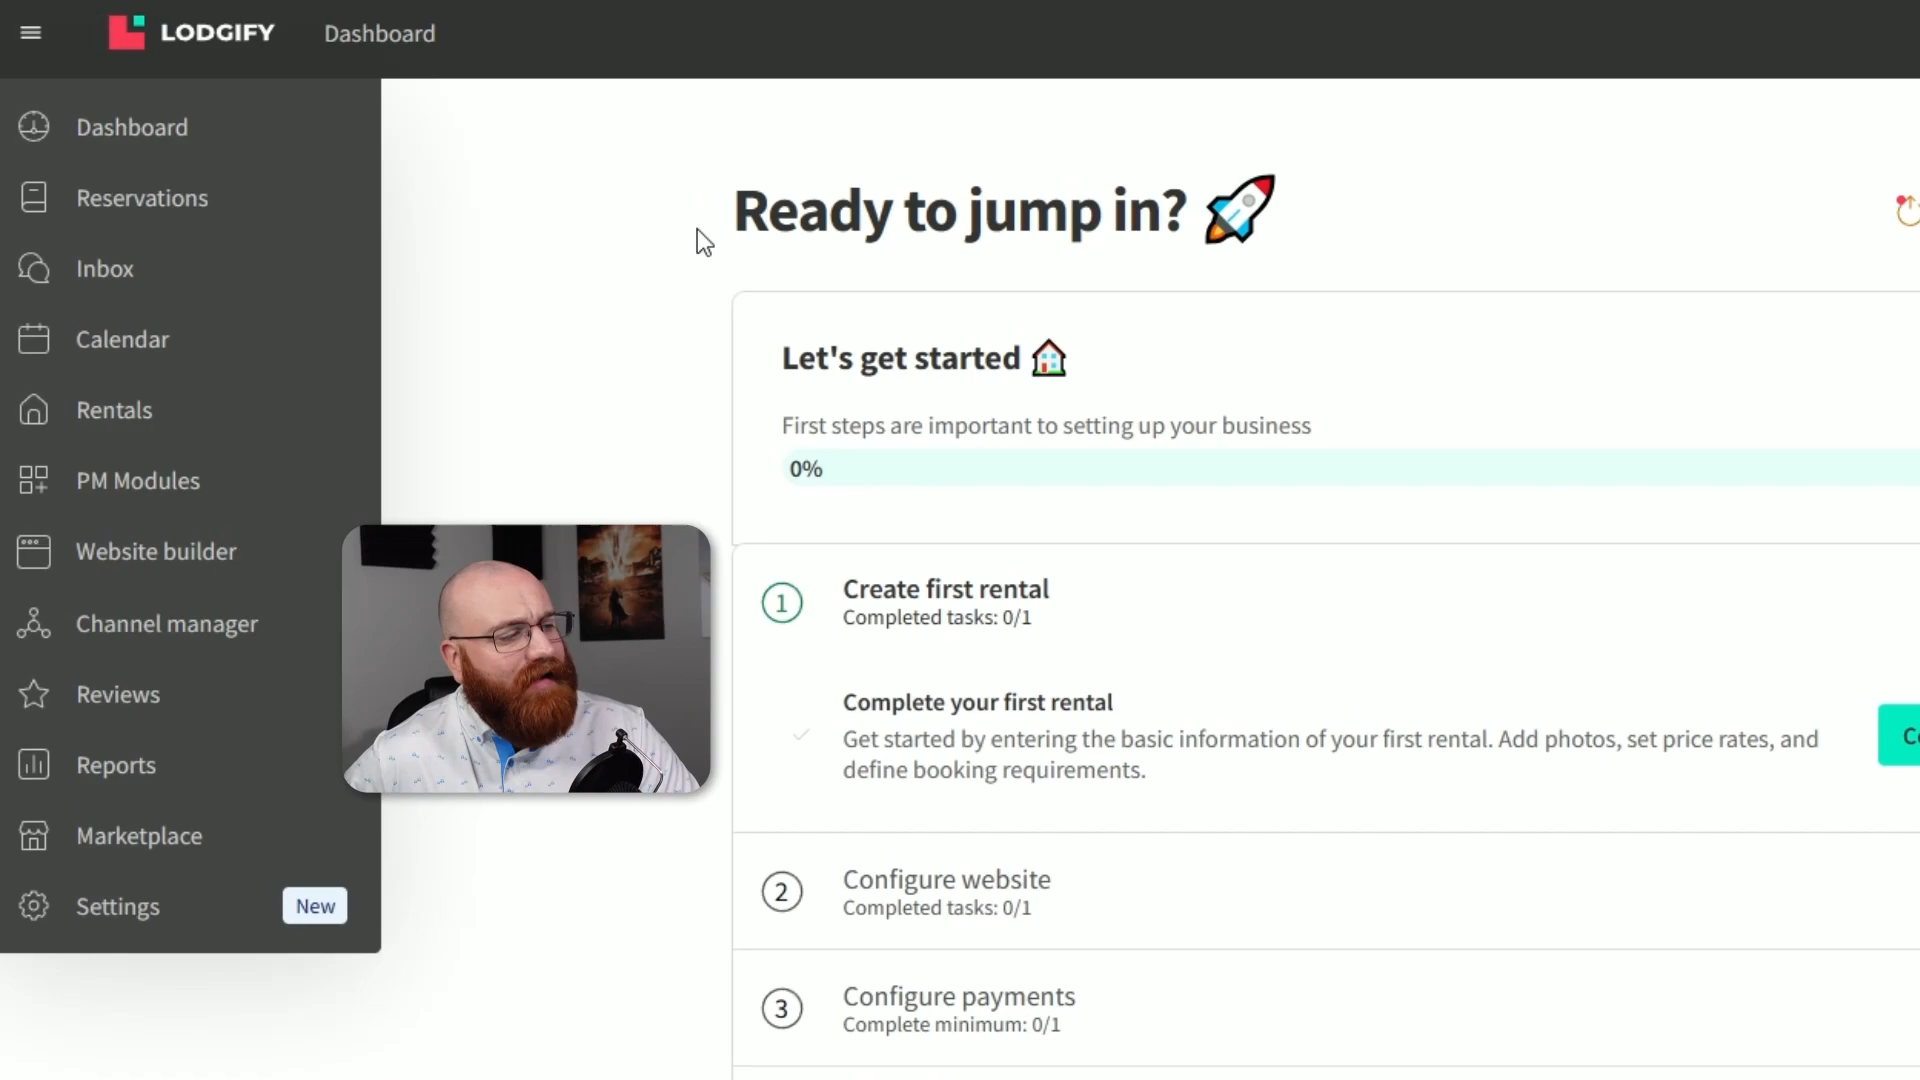 LODGIFY
Dashboard
Dashboard
Reservations
Inbox
Calendar
Rentals
PM Modules
Website builder
Channel manager
Reviews
Reports
Marketplace
Settings
New
Ready to jump in?
Let's get started
First steps are important to setting up your business
0%
1
Create first rental
Completed tasks: 0/1
Complete your first rental
Get started by entering the basic information of your first rental. Add photos, set price rates, and
define booking requirements.
2
Configure website
Completed tasks: 0/1
3
Configure payments
Complete minimum: 0/1